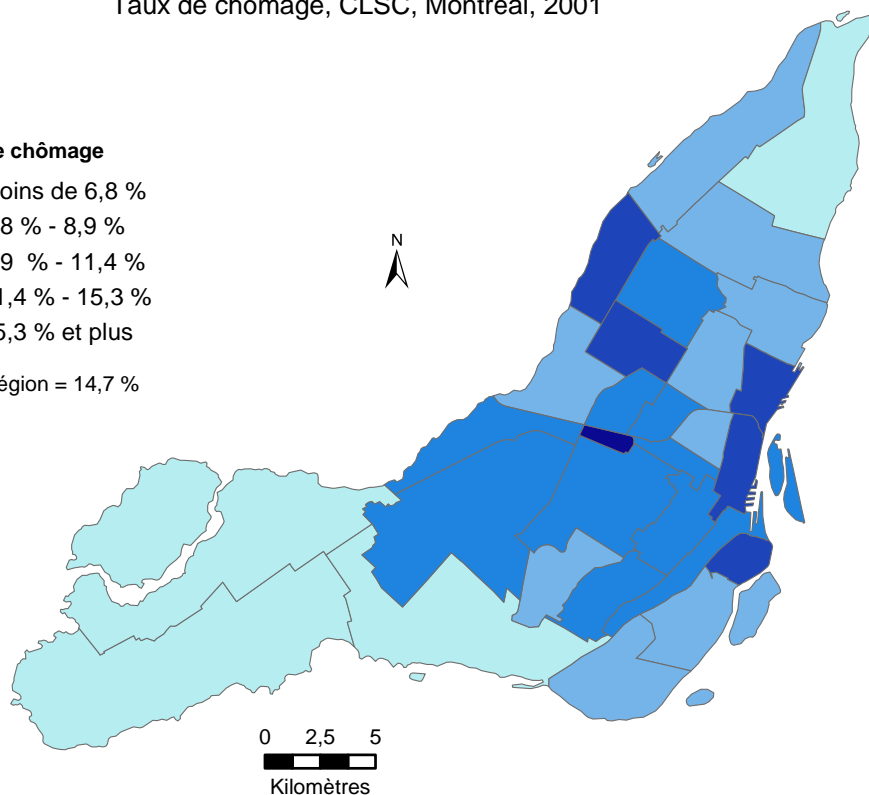 Taux de chômage, CLSC, Montréal, 2001
e chômage
oins de 6,8 %
8 % - 8,9 %
9 % - 11,4 %
1,4 % - 15,3 %
5,3 % et plus
égion = 14,7 %
N
0 2,5 5
Kilomètres